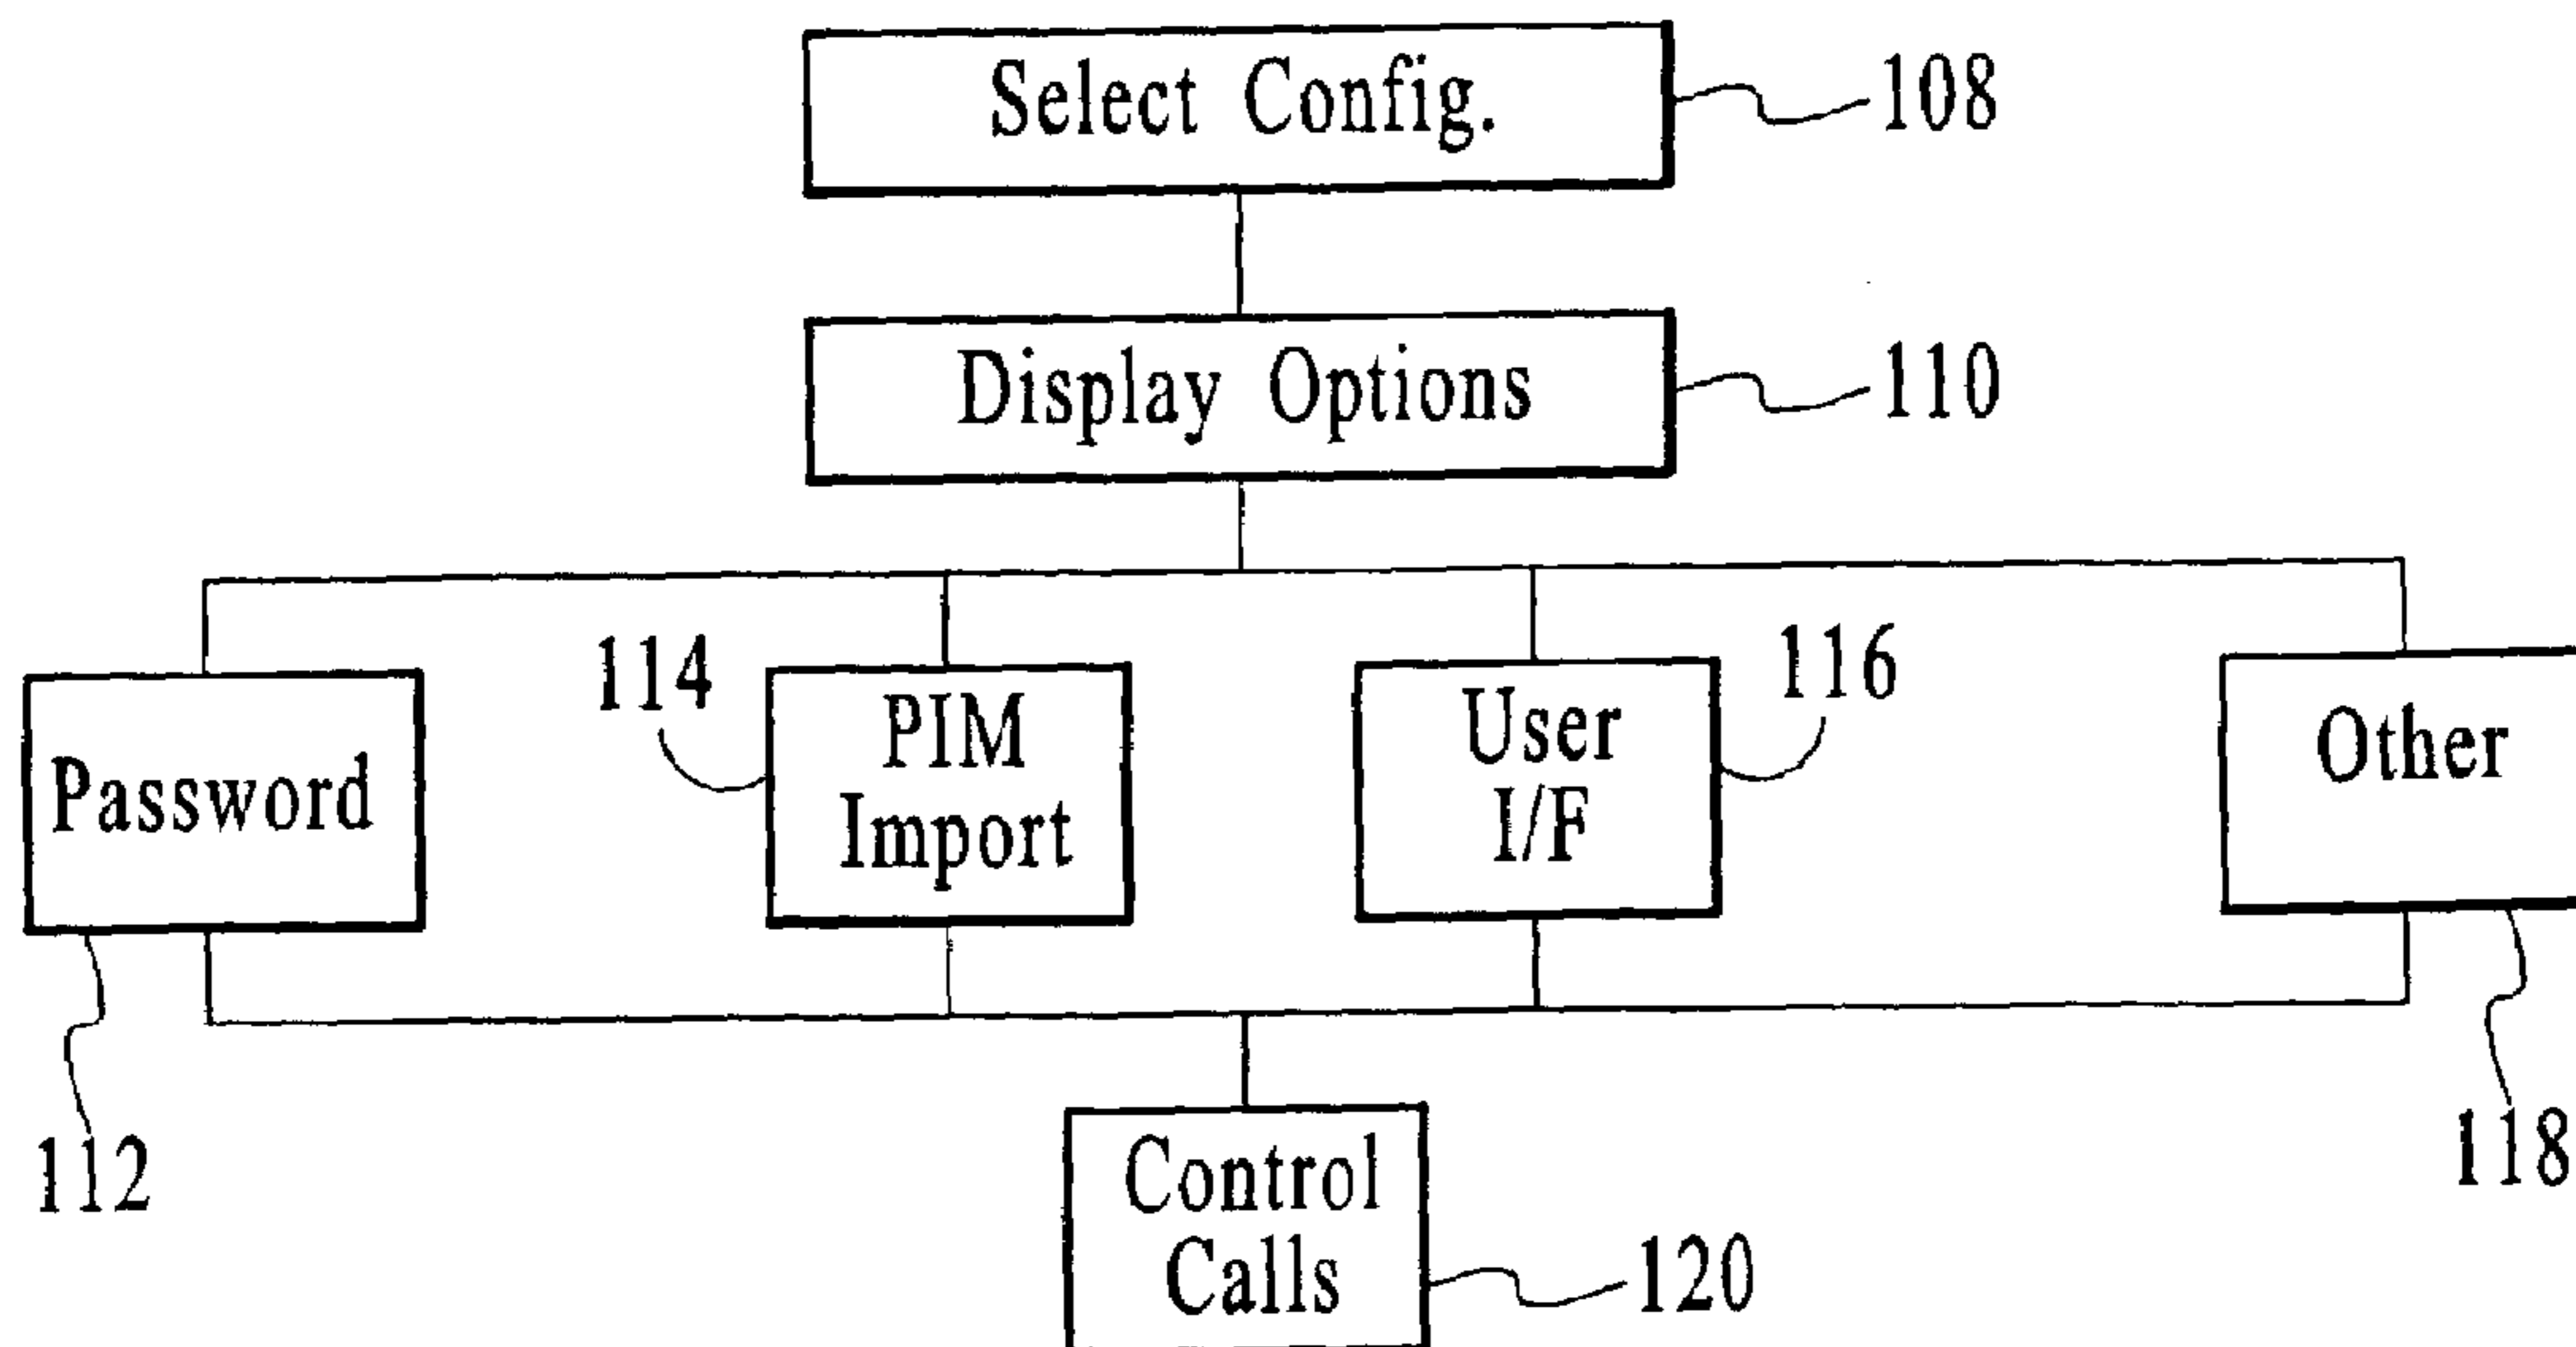 Select Config.
108
Display Options
110
114
116
Password
PIM
Import
User
I/F
Other
112
118
Control
Calls
120